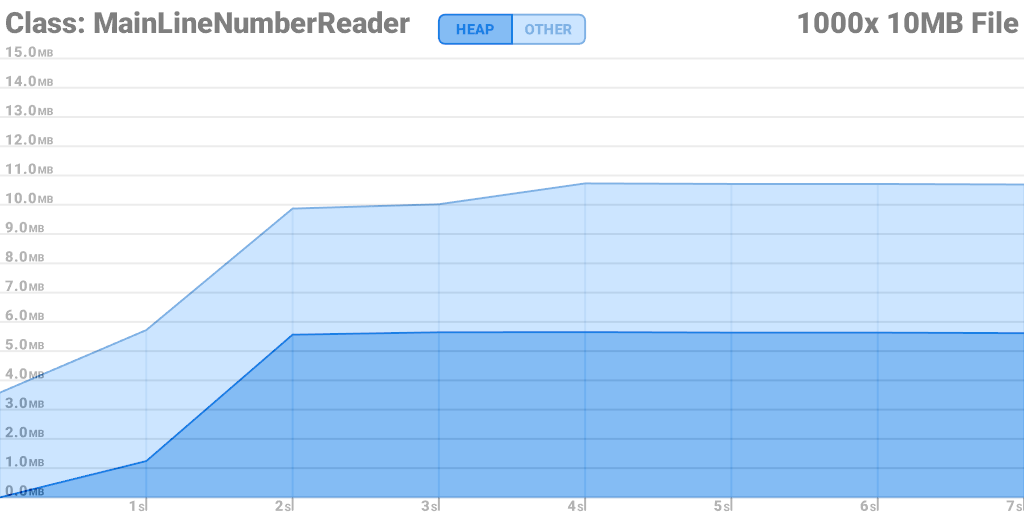 Class: MainLineNumberReader
HEAP OTHER
1000x 10MB File
15.0MB
14.0MB
13.0MB
12.0MB
11.0MB
10.0MB
9.0MB
8.0MB
7.0MB
6.0MB
5.0MB
4.0MB
3.0MB
2.0MB
1.0MB
0.0MB
1s 2s 3s 4s 5s 6s 7s